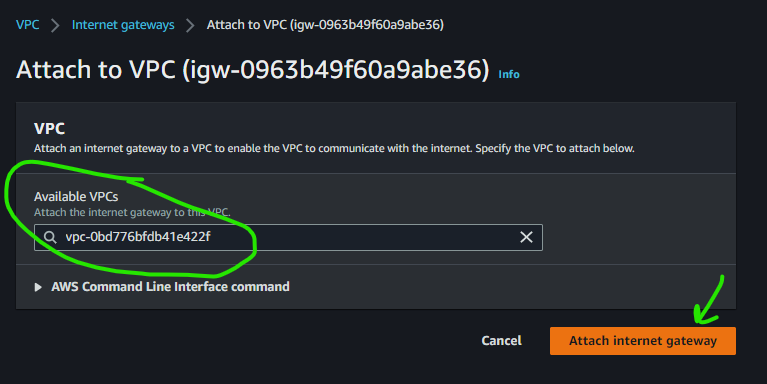 VPC > Internet gateways > Attach to VPC (igw-0963b49f60a9abe36)
Attach to VPC (igw-0963b49f60a9abe36) Info
VPC
Attach an internet gateway to a VPC to enable the VPC to communicate with the internet. Specify the VPC to attach below.
Available VPCs
Attach the internet gateway to this VPC.
vpc-0bd776bfdb41e422f
AWS Command Line Interface command
Cancel Attach internet gateway